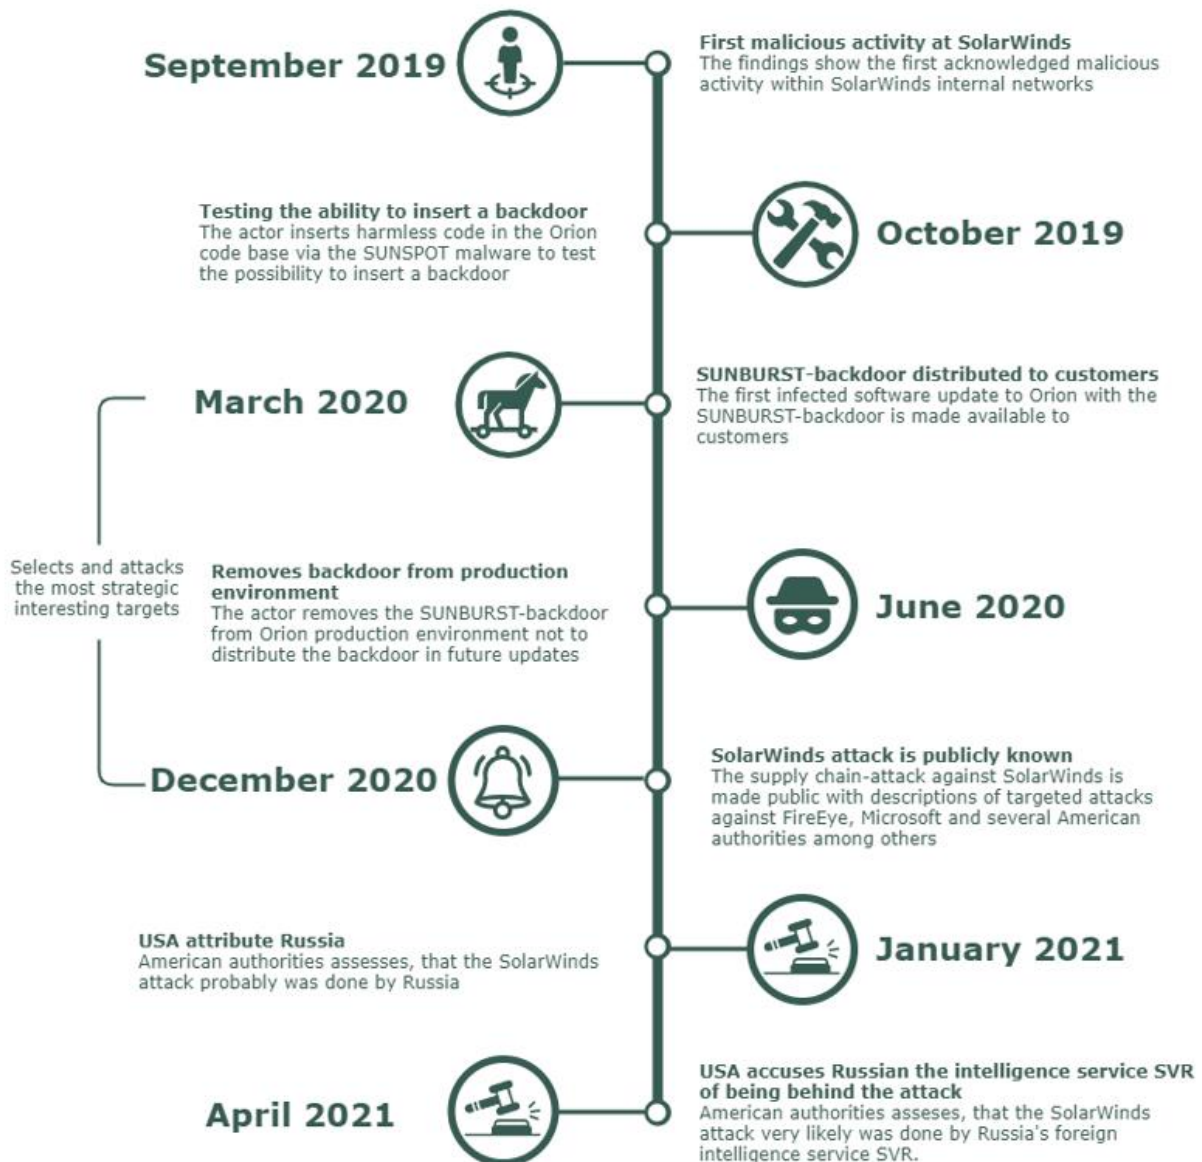 September 2019
First malicious activity at SolarWinds
The findings show the first acknowledged malicious
activity within SolarWinds internal networks
Testing the ability to insert a backdoor
The actor inserts harmless code in the Orion
code base via the SUNSPOT malware to test
the possibility to insert a backdoor
October 2019
March 2020
SUNBURST-backdoor distributed to customers
The first infected software update to Orion with the
SUNBURST-backdoor is made available to
customers
Selects and attacks
the most strategic
interesting targets
Removes backdoor from production
environment
The actor removes the SUNBURST-backdoor
from Orion production environment not to
distribute the backdoor in future updates
June 2020
December 2020
SolarWinds attack is publicly known
The supply chain-attack against SolarWinds is
made public with descriptions of targeted attacks
against FireEye, Microsoft and several American
authorities among others
USA attribute Russia
American authorities assesses, that the SolarWinds
attack probably was done by Russia
January 2021
April 2021
USA accuses Russian the intelligence service SVR
of being behind the attack
American authorities asseses, that the SolarWinds
attack very likely was done by Russia's foreign
intelligence service SVR.